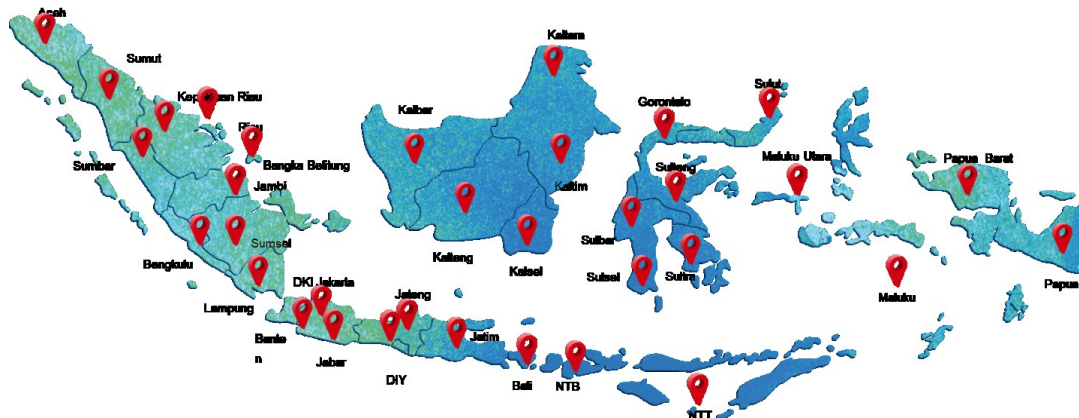 Aceh
Sumut
Kaltara
Kepulauan Riau
Sulut
Kalbar
Gorontalo
Riau
Sumbar
Bangka Belitung
Maluku Utara
Papua Barat
Sulteng
Jambi
Kaltim
Sumsel
Sulbar
Bengkulu
Kalteng
Kalsel
Sulsel
Sultra
DKI Jakarta
Maluku
Papua
Lampung
Jateng
Bante
n
Jatim
Jabar
DIY
Bali
NTB
NTT